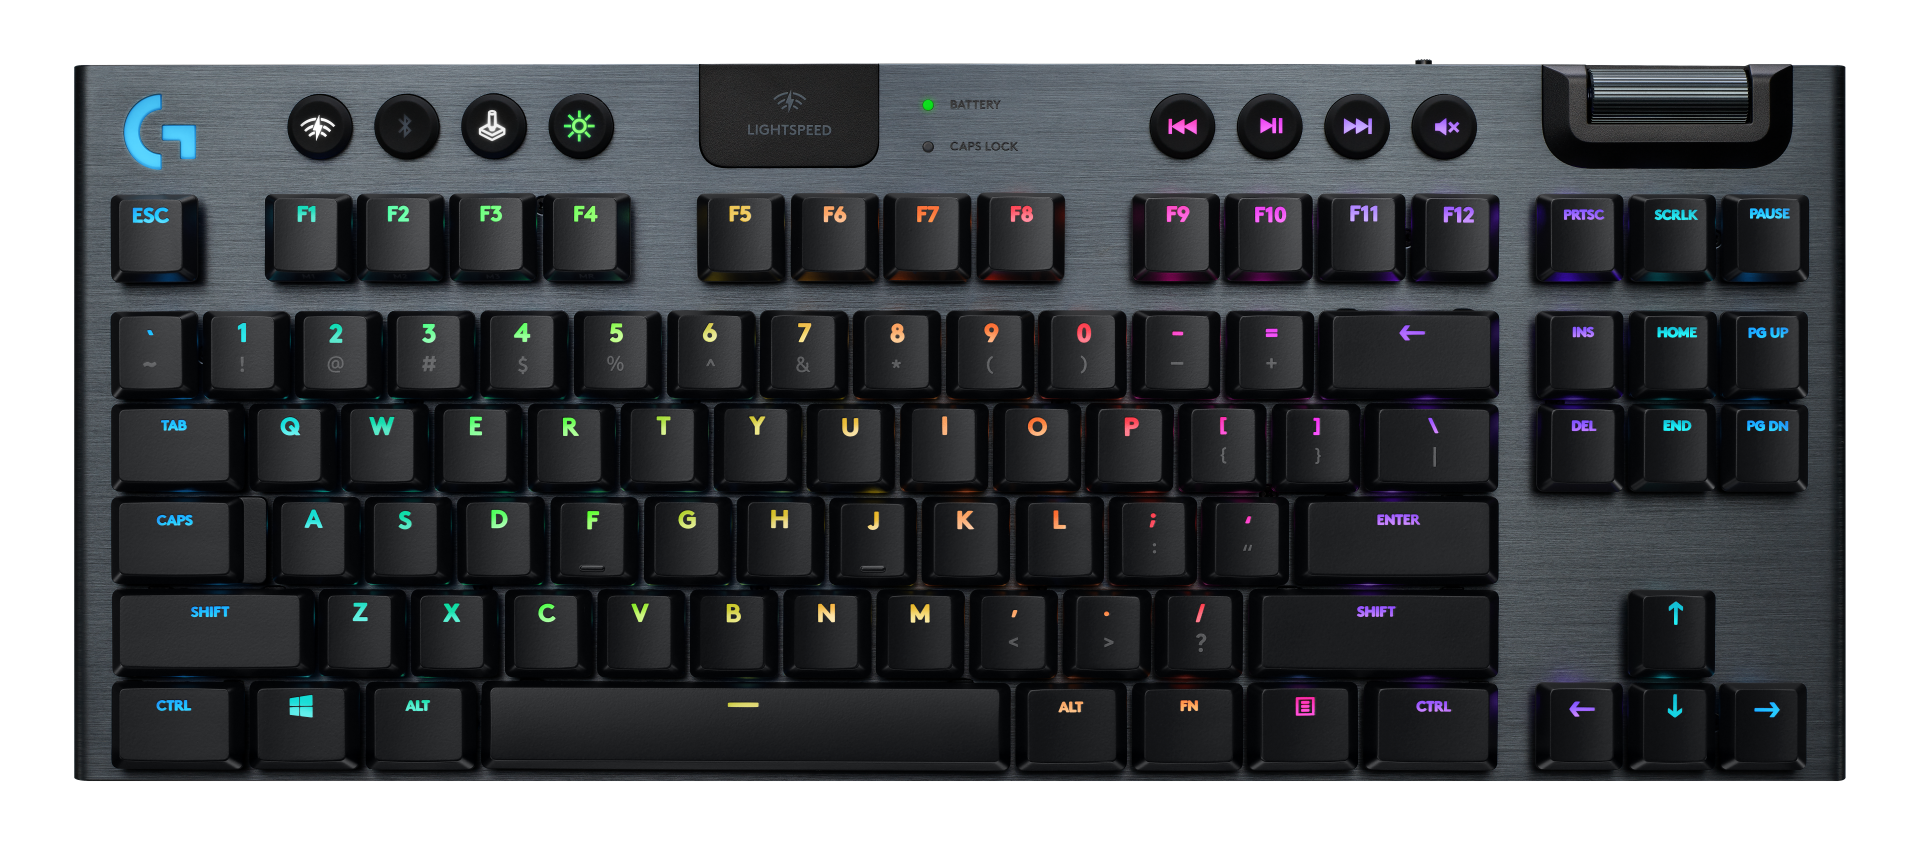 BATTERY
LIGHTSPEED
CAPS LOCK
ESC F1 F2 F3 F4 F5 F6 F7 F8 F9 F10 F11 F12 PRTSC SCRLK PAUSE
` 1 2 3 4 5 6 7 8 9 0 - = ← INS HOME PG UP
~ ! @ # $ % ^ & * ( ) _ +
TAB Q W E R T Y U I O P [ ] \ DEL END PG DN
{ } |
CAPS A S D F G H J K L ; ' ENTER
: "
SHIFT Z X C V B N M , . / SHIFT ↑
< > ?
CTRL ALT ALT FN CTRL ← ↓ →